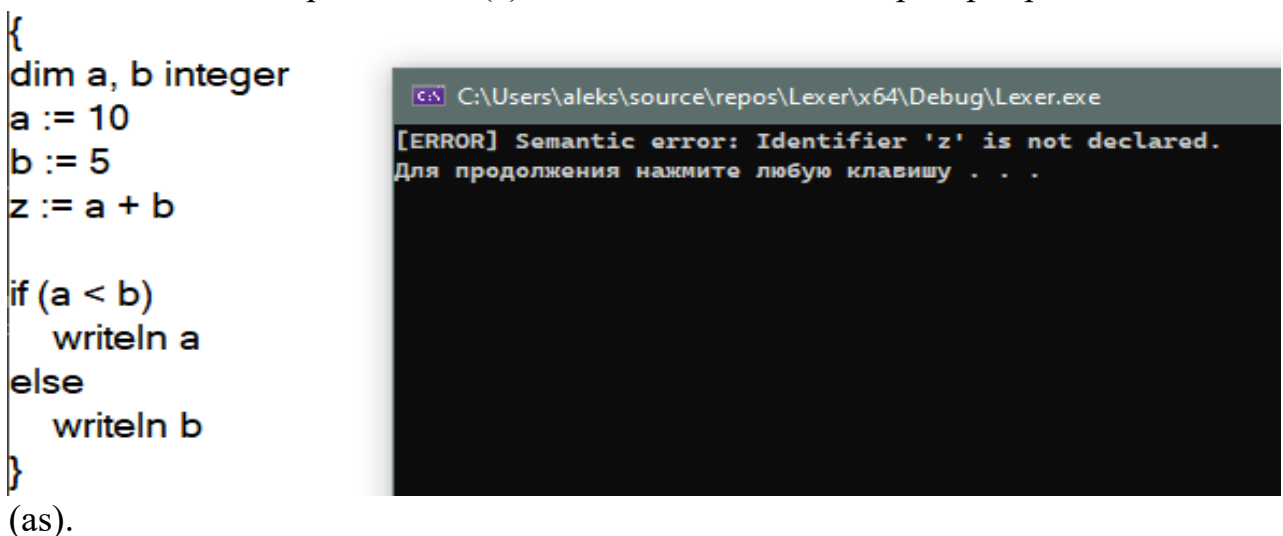 {
dim a, b integer
a := 10
b := 5
z := a + b
if (a < b)
writeln a
else
writeln b
}
C:\Users\aleks\source\repos\Lexer\x64\Debug\Lexer.exe
[ERROR] Semantic error: Identifier 'z' is not declared.
Для продолжения нажмите любую клавишу . . .
(as).